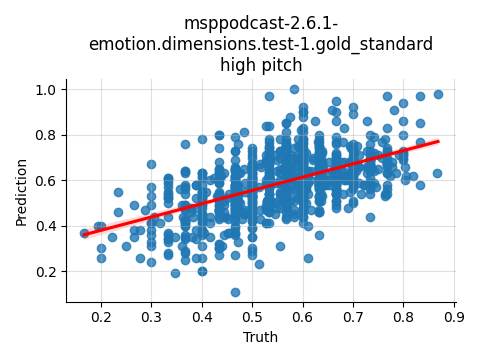 msppodcast-2.6.1-
emotion.dimensions.test-1.gold_standard
high pitch
1.0
0.8
0.6
0.4
0.2
Prediction
0.2 0.3 0.4 0.5 0.6 0.7 0.8 0.9
Truth